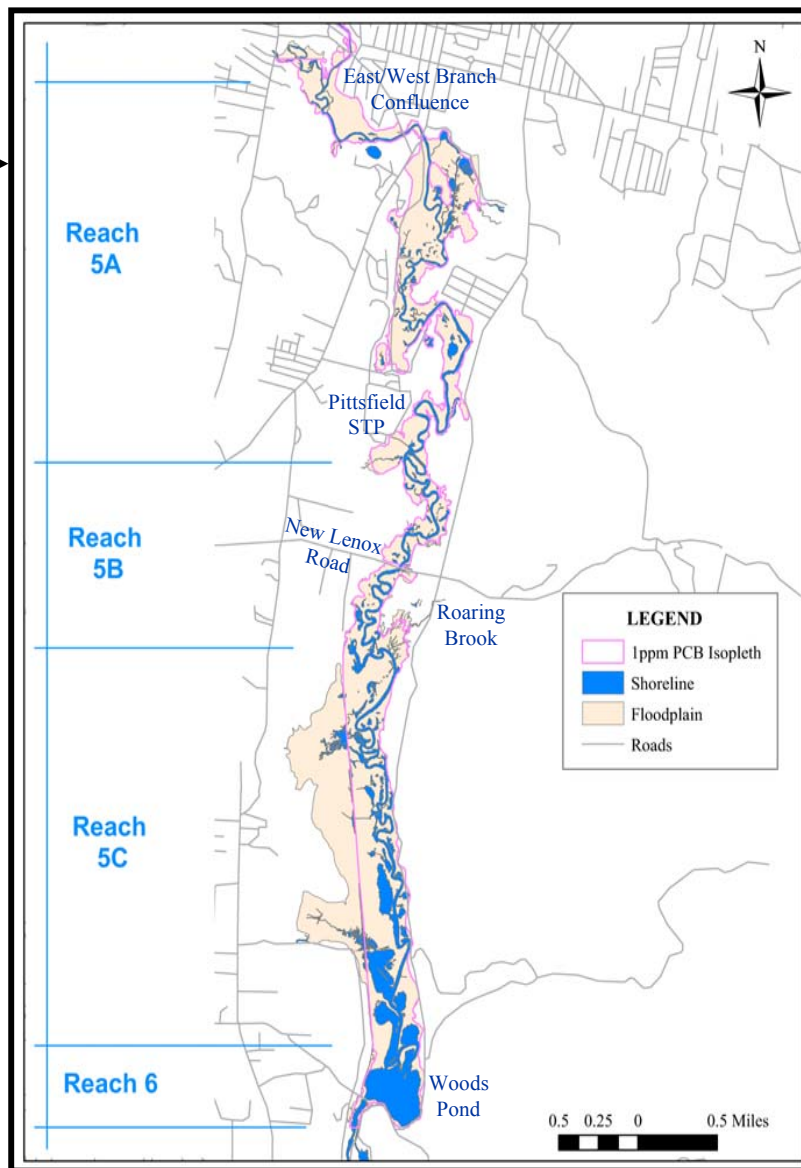 N
East/West Branch
Confluence
Reach
5A
Pittsfield
STP
New Lenox
Road
Reach
5B
Roaring
Brook
LEGEND
1ppm PCB Isopleth
Shoreline
Floodplain
Roads
Reach
5C
Reach 6
Woods
Pond
0.5 0.25 0 0.5 Miles